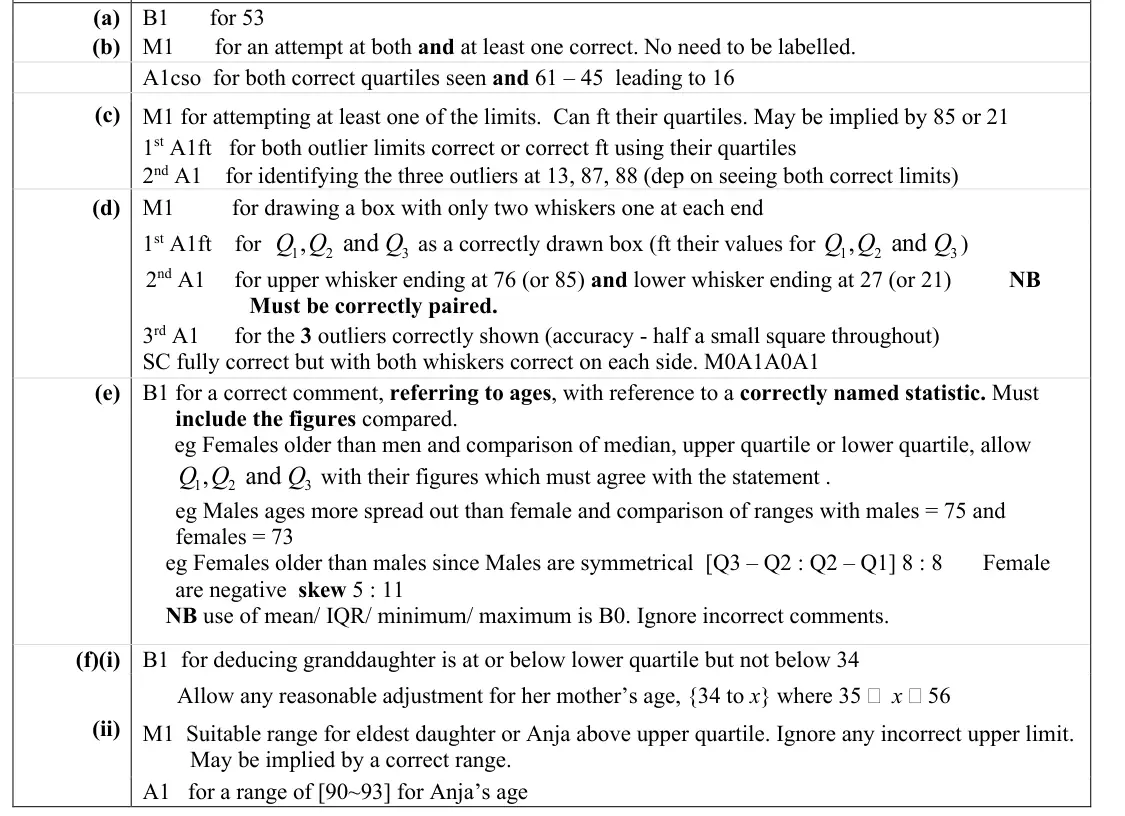 (a) B1 for 53
(b) M1 for an attempt at both and at least one correct. No need to be labelled.
A1cso for both correct quartiles seen and 61 – 45 leading to 16
(c) M1 for attempting at least one of the limits. Can ft their quartiles. May be implied by 85 or 21
1st A1ft for both outlier limits correct or correct ft using their quartiles
2nd A1 for identifying the three outliers at 13, 87, 88 (dep on seeing both correct limits)
(d) M1 for drawing a box with only two whiskers one at each end
1st A1ft for Q₁, Q₂ and Q₃ as a correctly drawn box (ft their values for Q₁, Q₂ and Q₃)
2nd A1 for upper whisker ending at 76 (or 85) and lower whisker ending at 27 (or 21) NB
Must be correctly paired.
3rd A1 for the 3 outliers correctly shown (accuracy - half a small square throughout)
SC fully correct but with both whiskers correct on each side. M0A1A0A1
(e) B1 for a correct comment, referring to ages, with reference to a correctly named statistic. Must
include the figures compared.
eg Females older than men and comparison of median, upper quartile or lower quartile, allow
Q₁, Q₂ and Q₃ with their figures which must agree with the statement .
eg Males ages more spread out than female and comparison of ranges with males = 75 and
females = 73
eg Females older than males since Males are symmetrical [Q3 – Q2 : Q2 – Q1] 8 : 8 Female
are negative skew 5 : 11
NB use of mean/ IQR/ minimum/ maximum is B0. Ignore incorrect comments.
(f)(i) B1 for deducing granddaughter is at or below lower quartile but not below 34
Allow any reasonable adjustment for her mother’s age, {34 to x} where 35 □ x □ 56
(ii) M1 Suitable range for eldest daughter or Anja above upper quartile. Ignore any incorrect upper limit.
May be implied by a correct range.
A1 for a range of [90~93] for Anja’s age